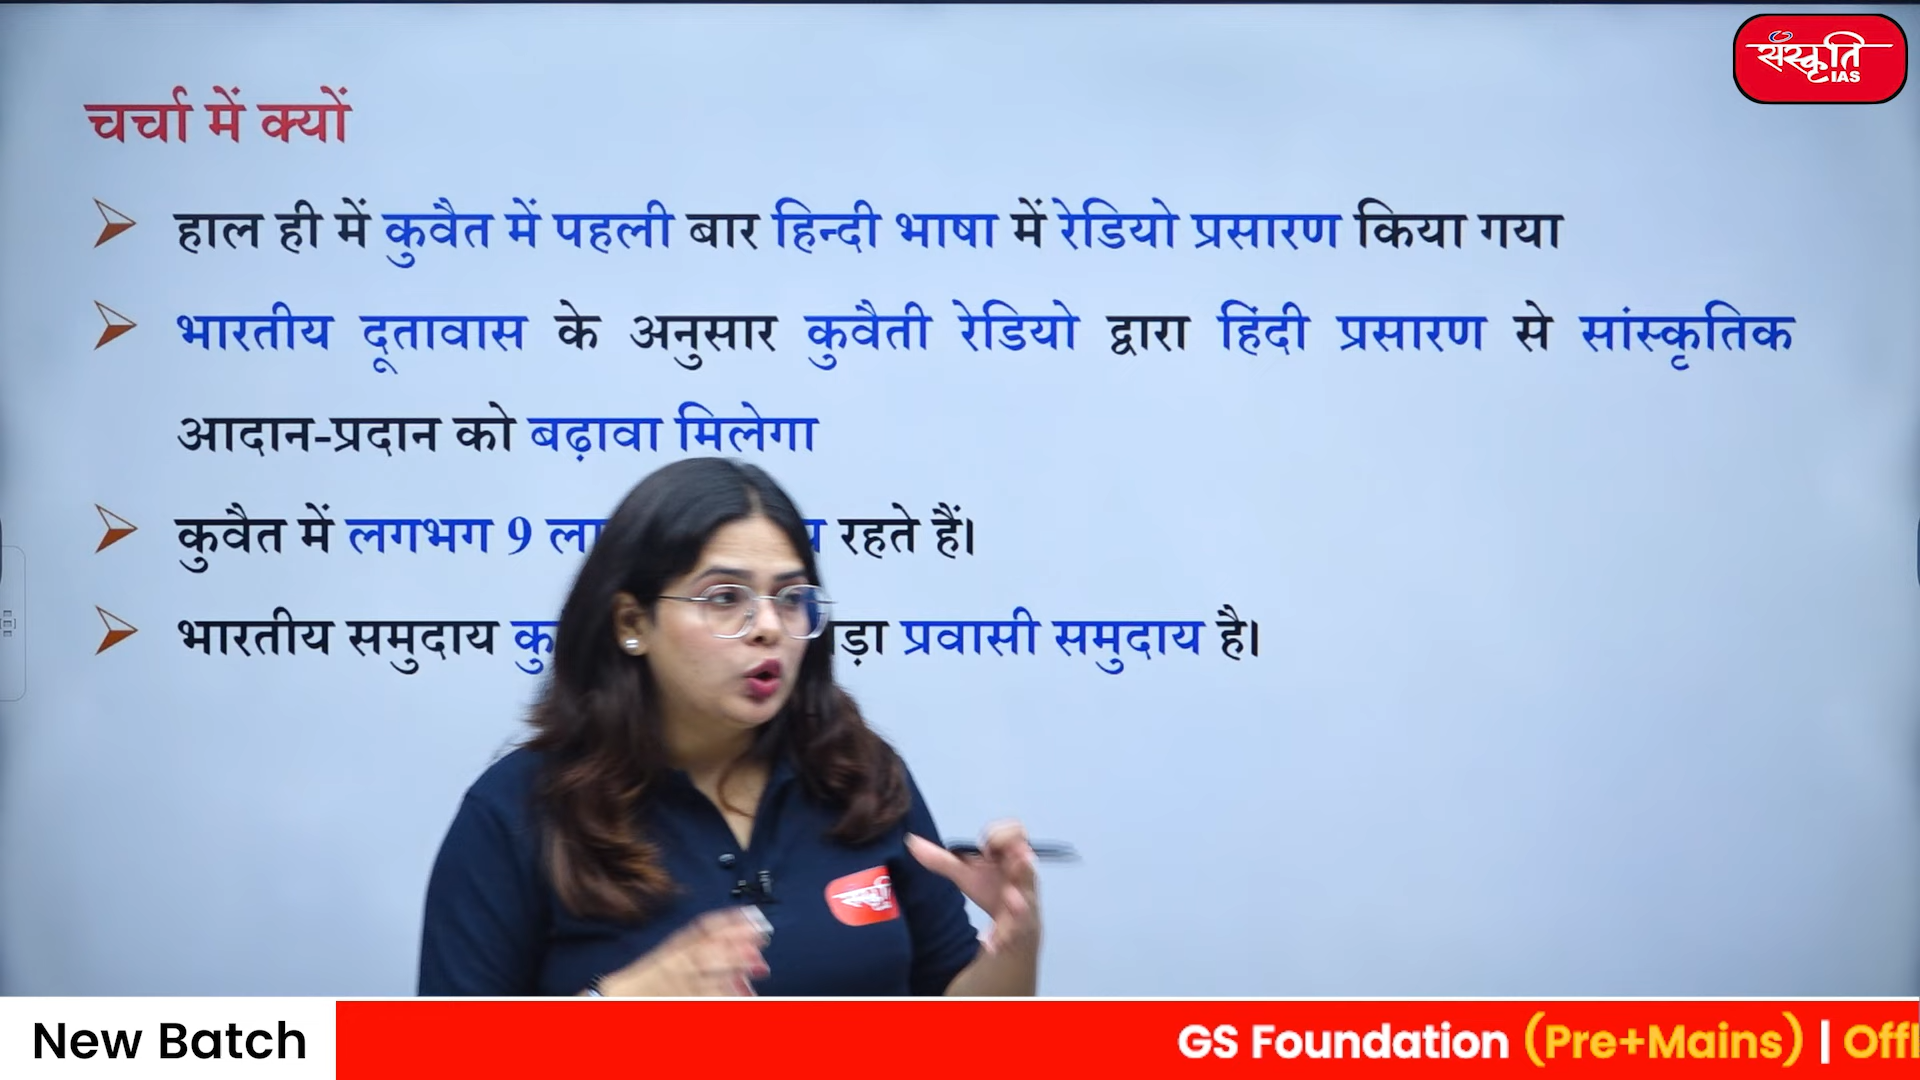 संस्कृति
IAS
चर्चा में क्यों
हाल ही में कुवैत में पहली बार हिन्दी भाषा में रेडियो प्रसारण किया गया
भारतीय दूतावास के अनुसार कुवैती रेडियो द्वारा हिंदी प्रसारण से सांस्कृतिक
आदान-प्रदान को बढ़ावा मिलेगा
कुवैत में लगभग 9 रहते हैं।
भारतीय समुदाय प्रवासी समुदाय है।
संस्कृति
New Batch
GS Foundation (Pre+Mains) |